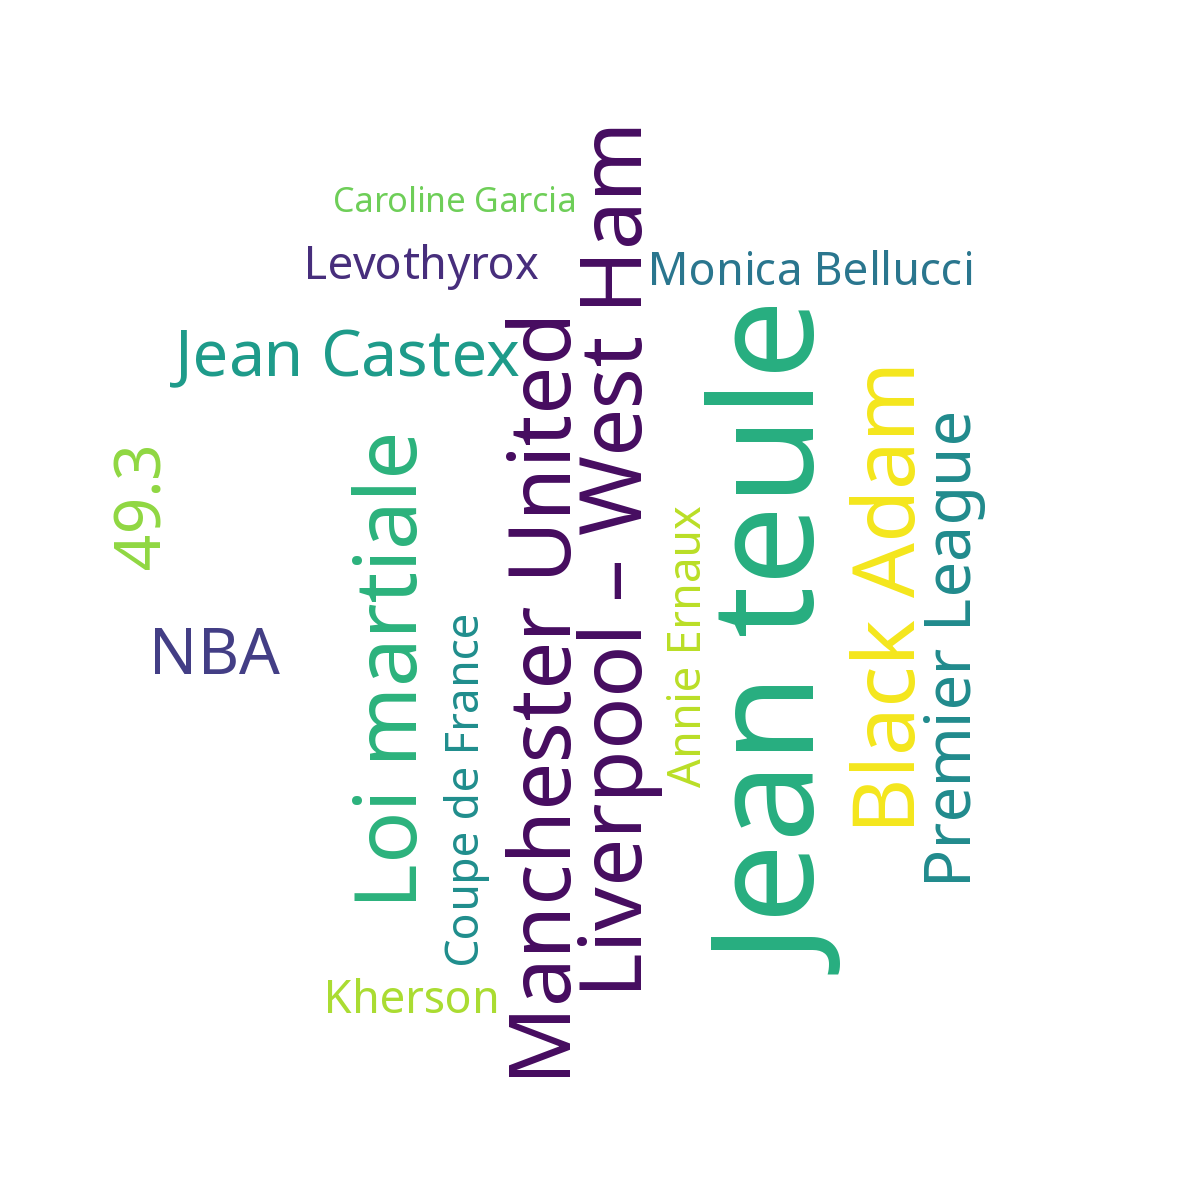 Caroline Garcia
Levothyrox
Monica Bellucci
Jean Castex
49.3
NBA
Loi martiale
Coupe de France
Kherson
Manchester United
Liverpool – West Ham
Annie Ernaux
Jean teule
Black Adam
Premier League